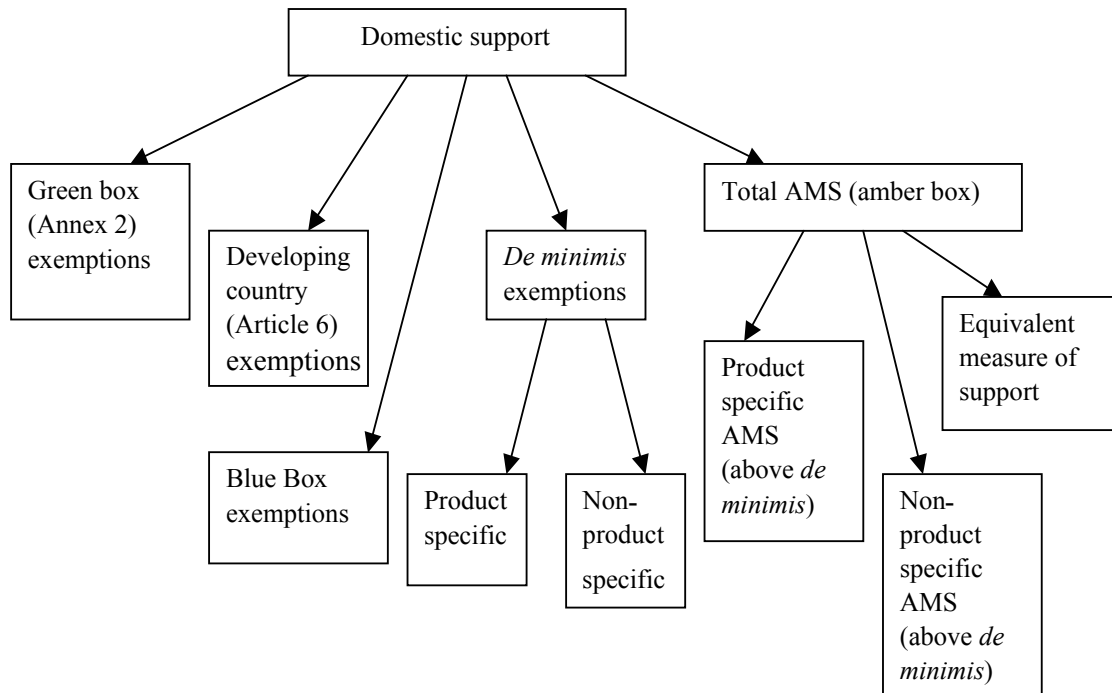 Domestic support
Green box
(Annex 2)
exemptions
Developing
country
(Article 6)
exemptions
Blue Box
exemptions
De minimis
exemptions
Product
specific
Non-
product
specific
Total AMS (amber box)
Product
specific
AMS
(above de
minimis)
Non-
product
specific
AMS
(above de
minimis)
Equivalent
measure of
support